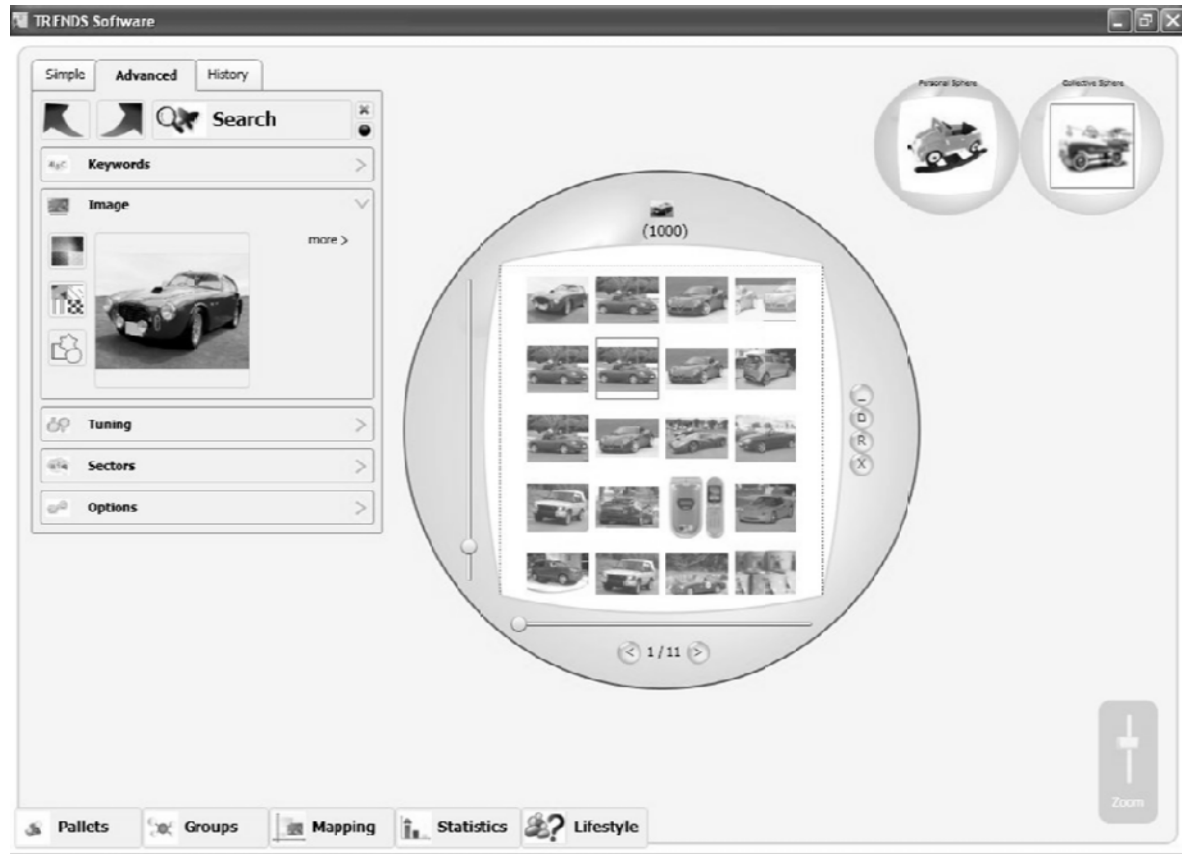 TRENDS Software
Simple
Advanced
History
Search
Keywords
Image
more >
Tuning
Sectors
Options
Personal Sphere
Collective Sphere
(1000)
D
R
X
< 1/11 >
Zoom
Pallets
Groups
Mapping
Statistics
Lifestyle